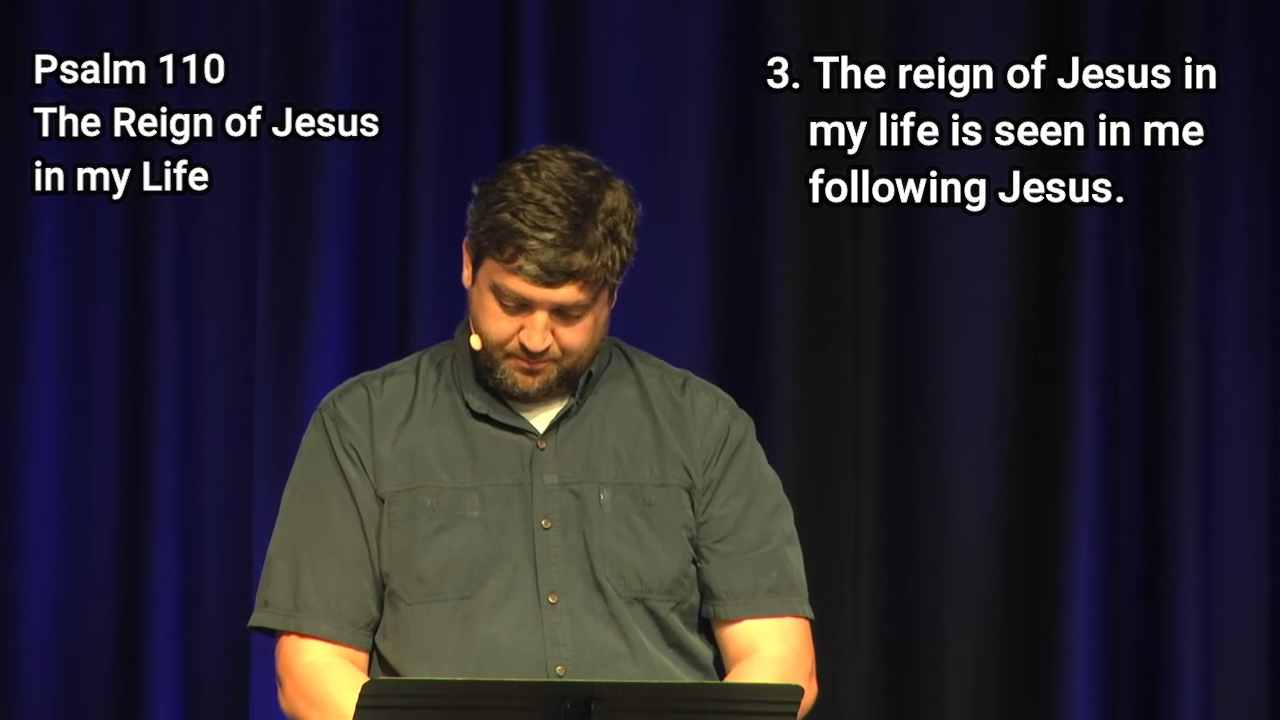 Psalm 110
The Reign of Jesus
in my Life
3. The reign of Jesus in
my life is seen in me
following Jesus.